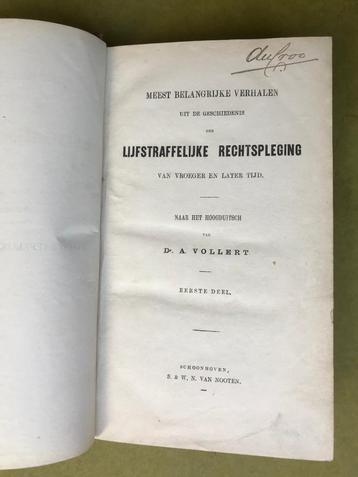 MEEST BELANGRIJKE VERHALEN
UIT DE GESCHIEDENIS
DER
LIJFSTRAFFELIJKE RECHTSPLEGING
VAN VROEGER EN LATER TIJD.
NAAR HET HOOGDUITSCH
VAN
Dr. A. VOLLERT
EERSTE DEEL.
SCHOONHOVEN,
S. & W. N. VAN NOOTEN.